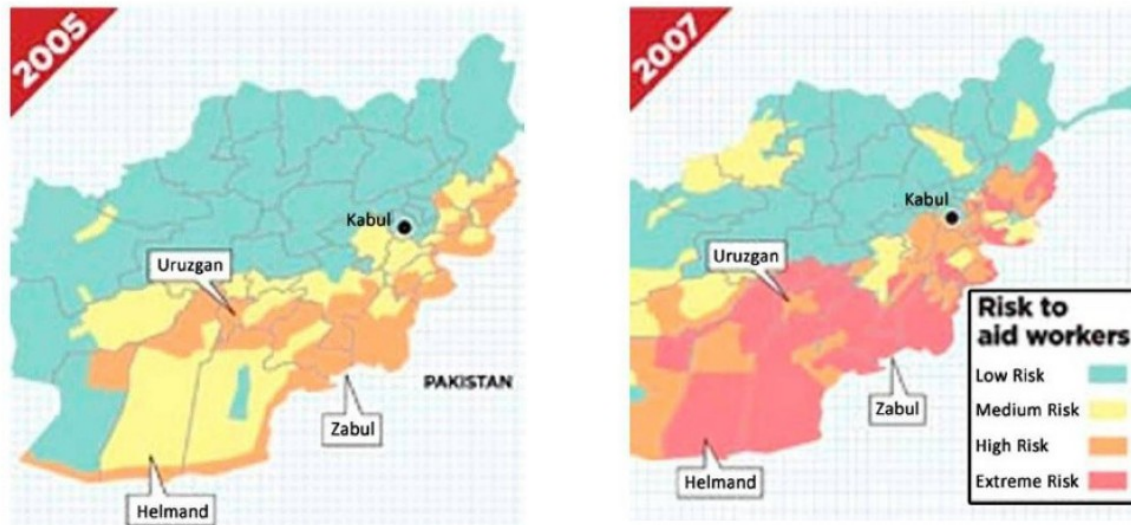 2005
Kabul
Uruzgan
PAKISTAN
Zabul
Helmand
2007
Kabul
Uruzgan
Zabul
Helmand
Risk to
aid workers
Low Risk
Medium Risk
High Risk
Extreme Risk